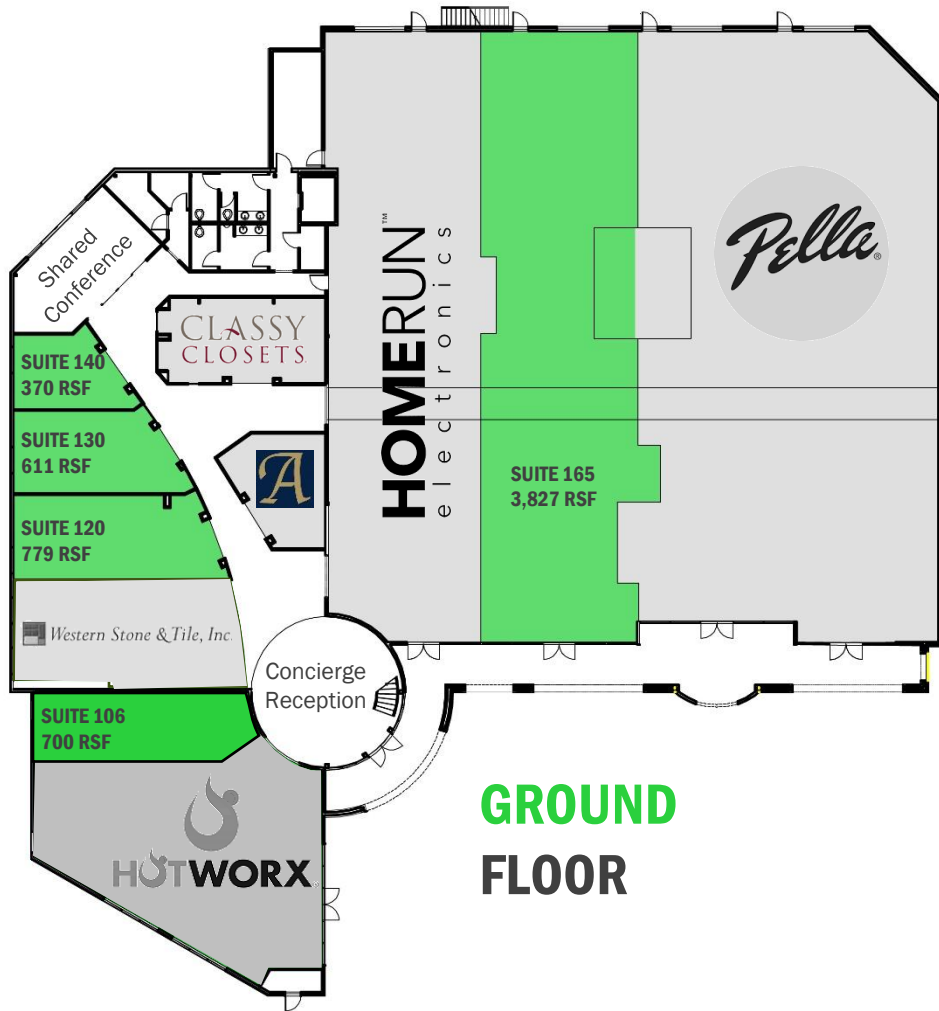 Shared
Conference
CLASSY
CLOSETS
HOMERUN™
electronics
Pella®
SUITE 140
370 RSF
SUITE 130
611 RSF
A
SUITE 165
3,827 RSF
SUITE 120
779 RSF
Western Stone & Tile, Inc.
Concierge
Reception
SUITE 106
700 RSF
HOTWORX
GROUND
FLOOR